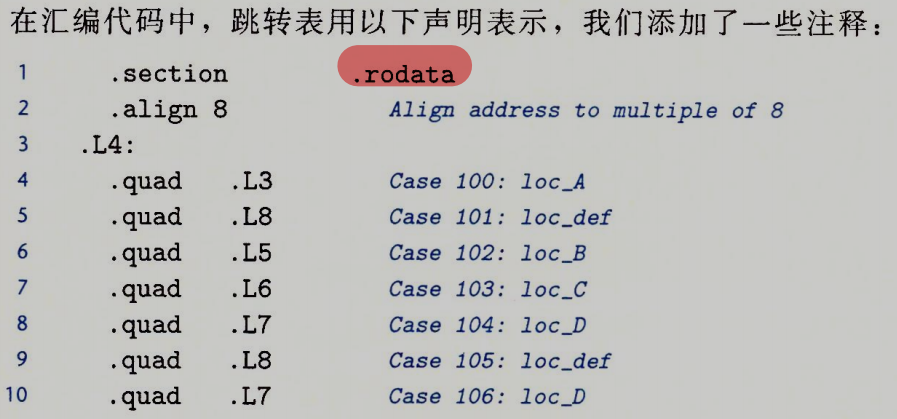 在汇编代码中，跳转表用以下声明表示，我们添加了一些注释：
1 .section .rodata
2 .align 8 Align address to multiple of 8
3 .L4:
4 .quad .L3 Case 100: loc_A
5 .quad .L8 Case 101: loc_def
6 .quad .L5 Case 102: loc_B
7 .quad .L6 Case 103: loc_C
8 .quad .L7 Case 104: loc_D
9 .quad .L8 Case 105: loc_def
10 .quad .L7 Case 106: loc_D